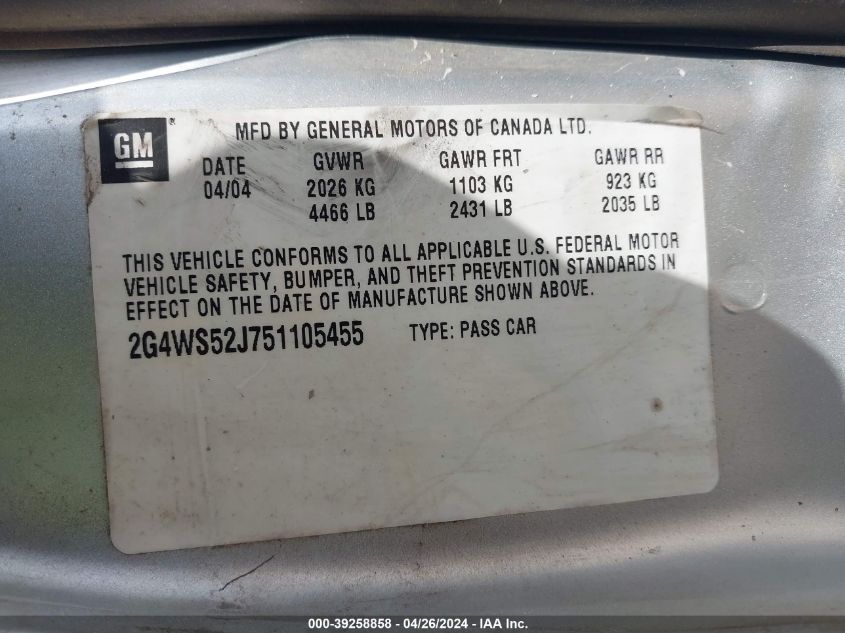 GM ® MFD BY GENERAL MOTORS OF CANADA LTD.
DATE GVWR GAWR FRT GAWR RR
04/04 2026 KG 1103 KG 923 KG
4466 LB 2431 LB 2035 LB
THIS VEHICLE CONFORMS TO ALL APPLICABLE U.S. FEDERAL MOTOR
VEHICLE SAFETY, BUMPER, AND THEFT PREVENTION STANDARDS IN
EFFECT ON THE DATE OF MANUFACTURE SHOWN ABOVE.
2G4WS52J751105455 TYPE: PASS CAR
000-39258858 - 04/26/2024 - IAA Inc.